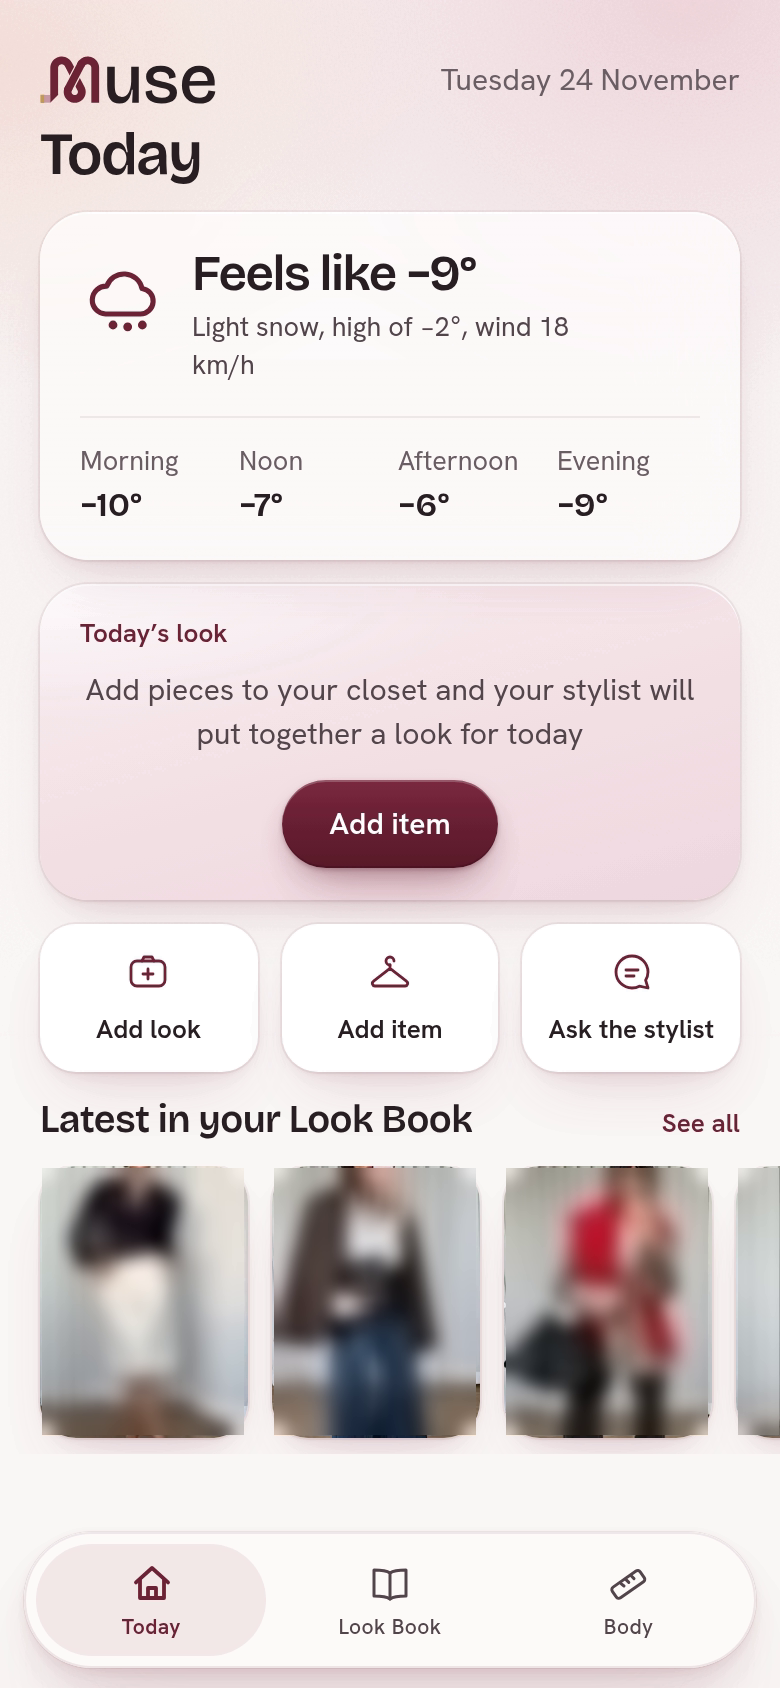 Muse
Tuesday 24 November
Today
Feels like −9°
Light snow, high of −2°, wind 18
km/h
Morning
Noon
Afternoon
Evening
−10°
−7°
−6°
−9°
Today’s look
Add pieces to your closet and your stylist will
put together a look for today
Add item
Add look
Add item
Ask the stylist
Latest in your Look Book
See all
Today
Look Book
Body